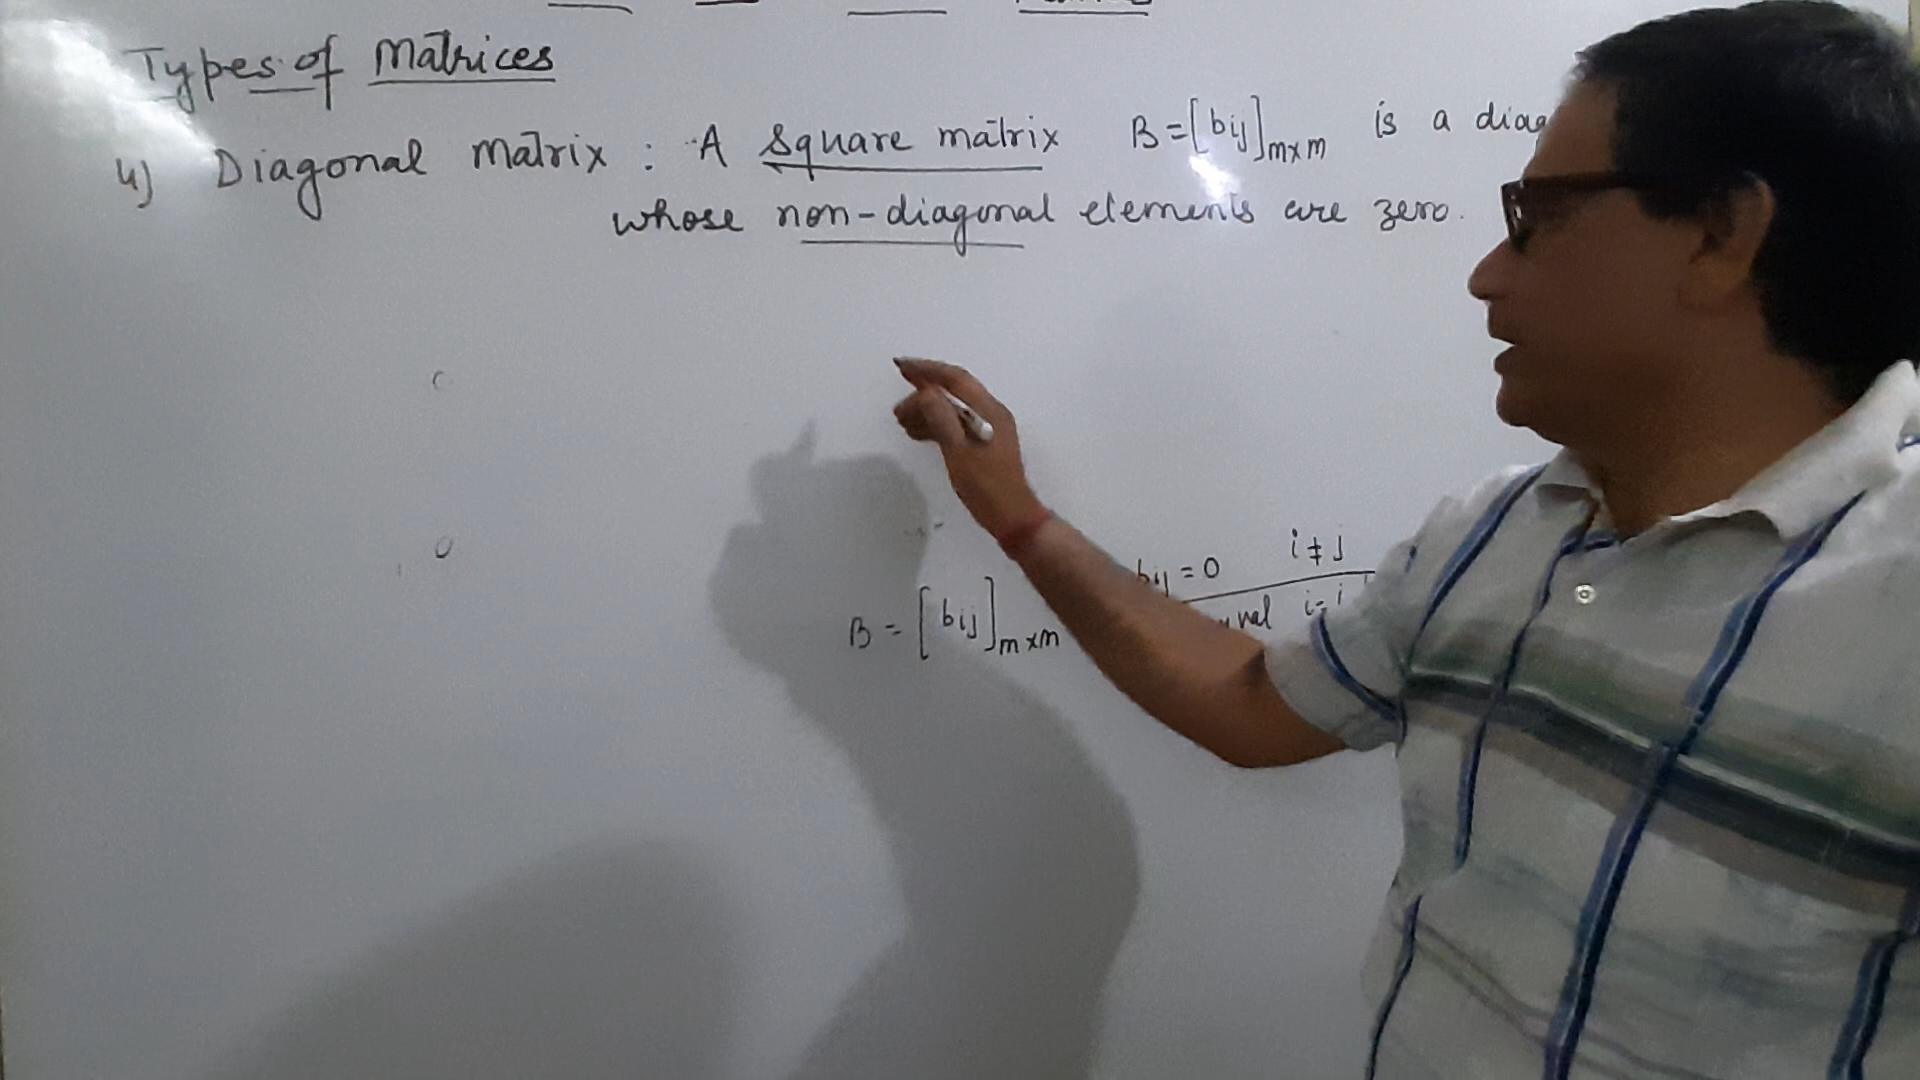 Types of Matrices
4) Diagonal Matrix : A square matrix B = [bij]m×m is a diag
whose non-diagonal elements are zero.
bij = 0 i ≠ j
B = [bij]m×m i = j